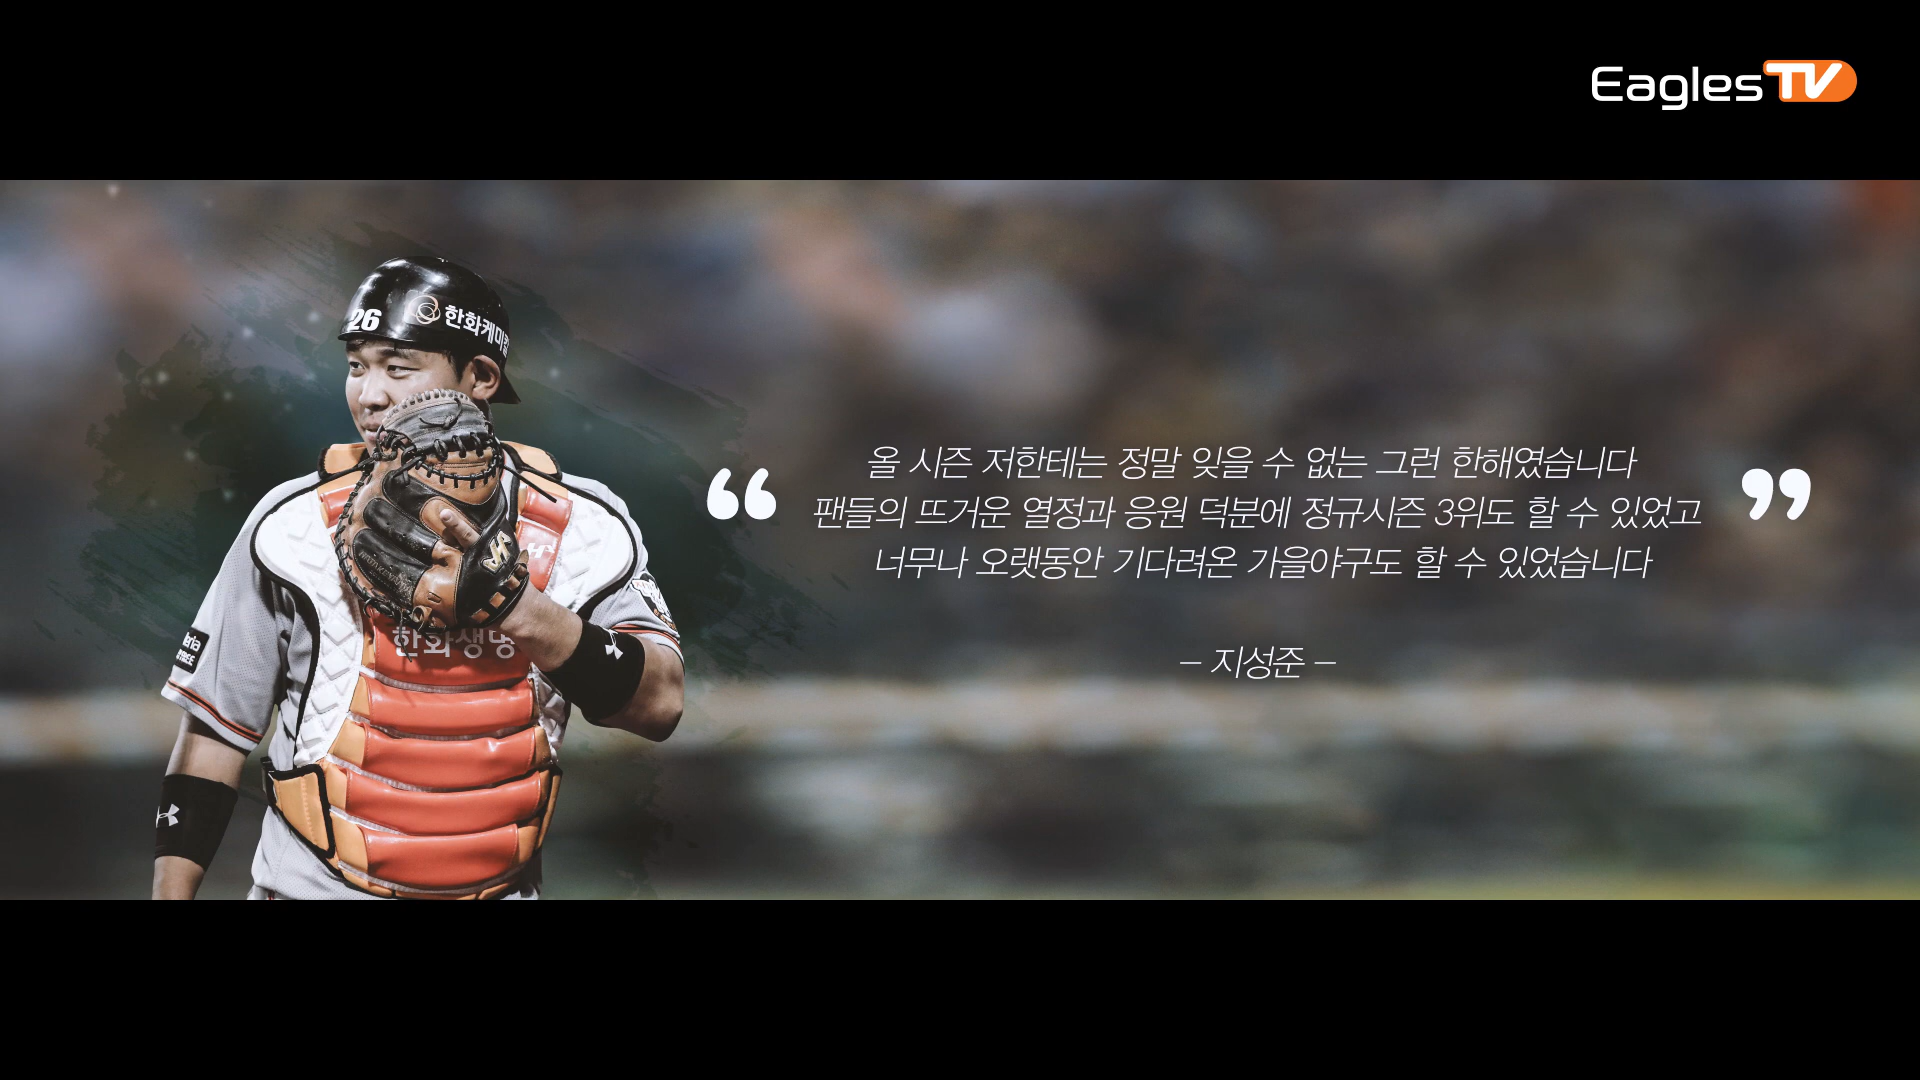 Eagles TV
26
한화케미칼
올 시즌 저한테는 정말 잊을 수 없는 그런 한해였습니다
팬들의 뜨거운 열정과 응원 덕분에 정규시즌 3위도 할 수 있었고
너무나 오랫동안 기다려온 가을야구도 할 수 있었습니다
– 지성준 –
한화생명